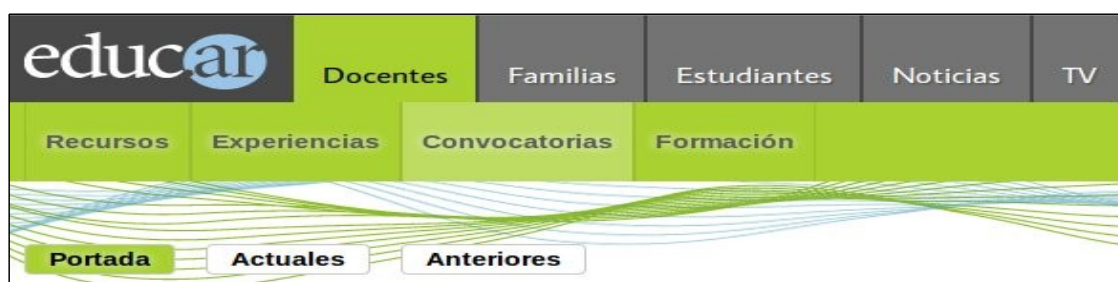 educar Docentes Familias Estudiantes Noticias TV
Recursos Experiencias Convocatorias Formación
Portada Actuales Anteriores